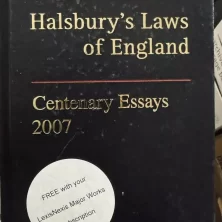 Halsbury's Laws
of England
Centenary Essays
2007
FREE with your
LexisNexis Major Works